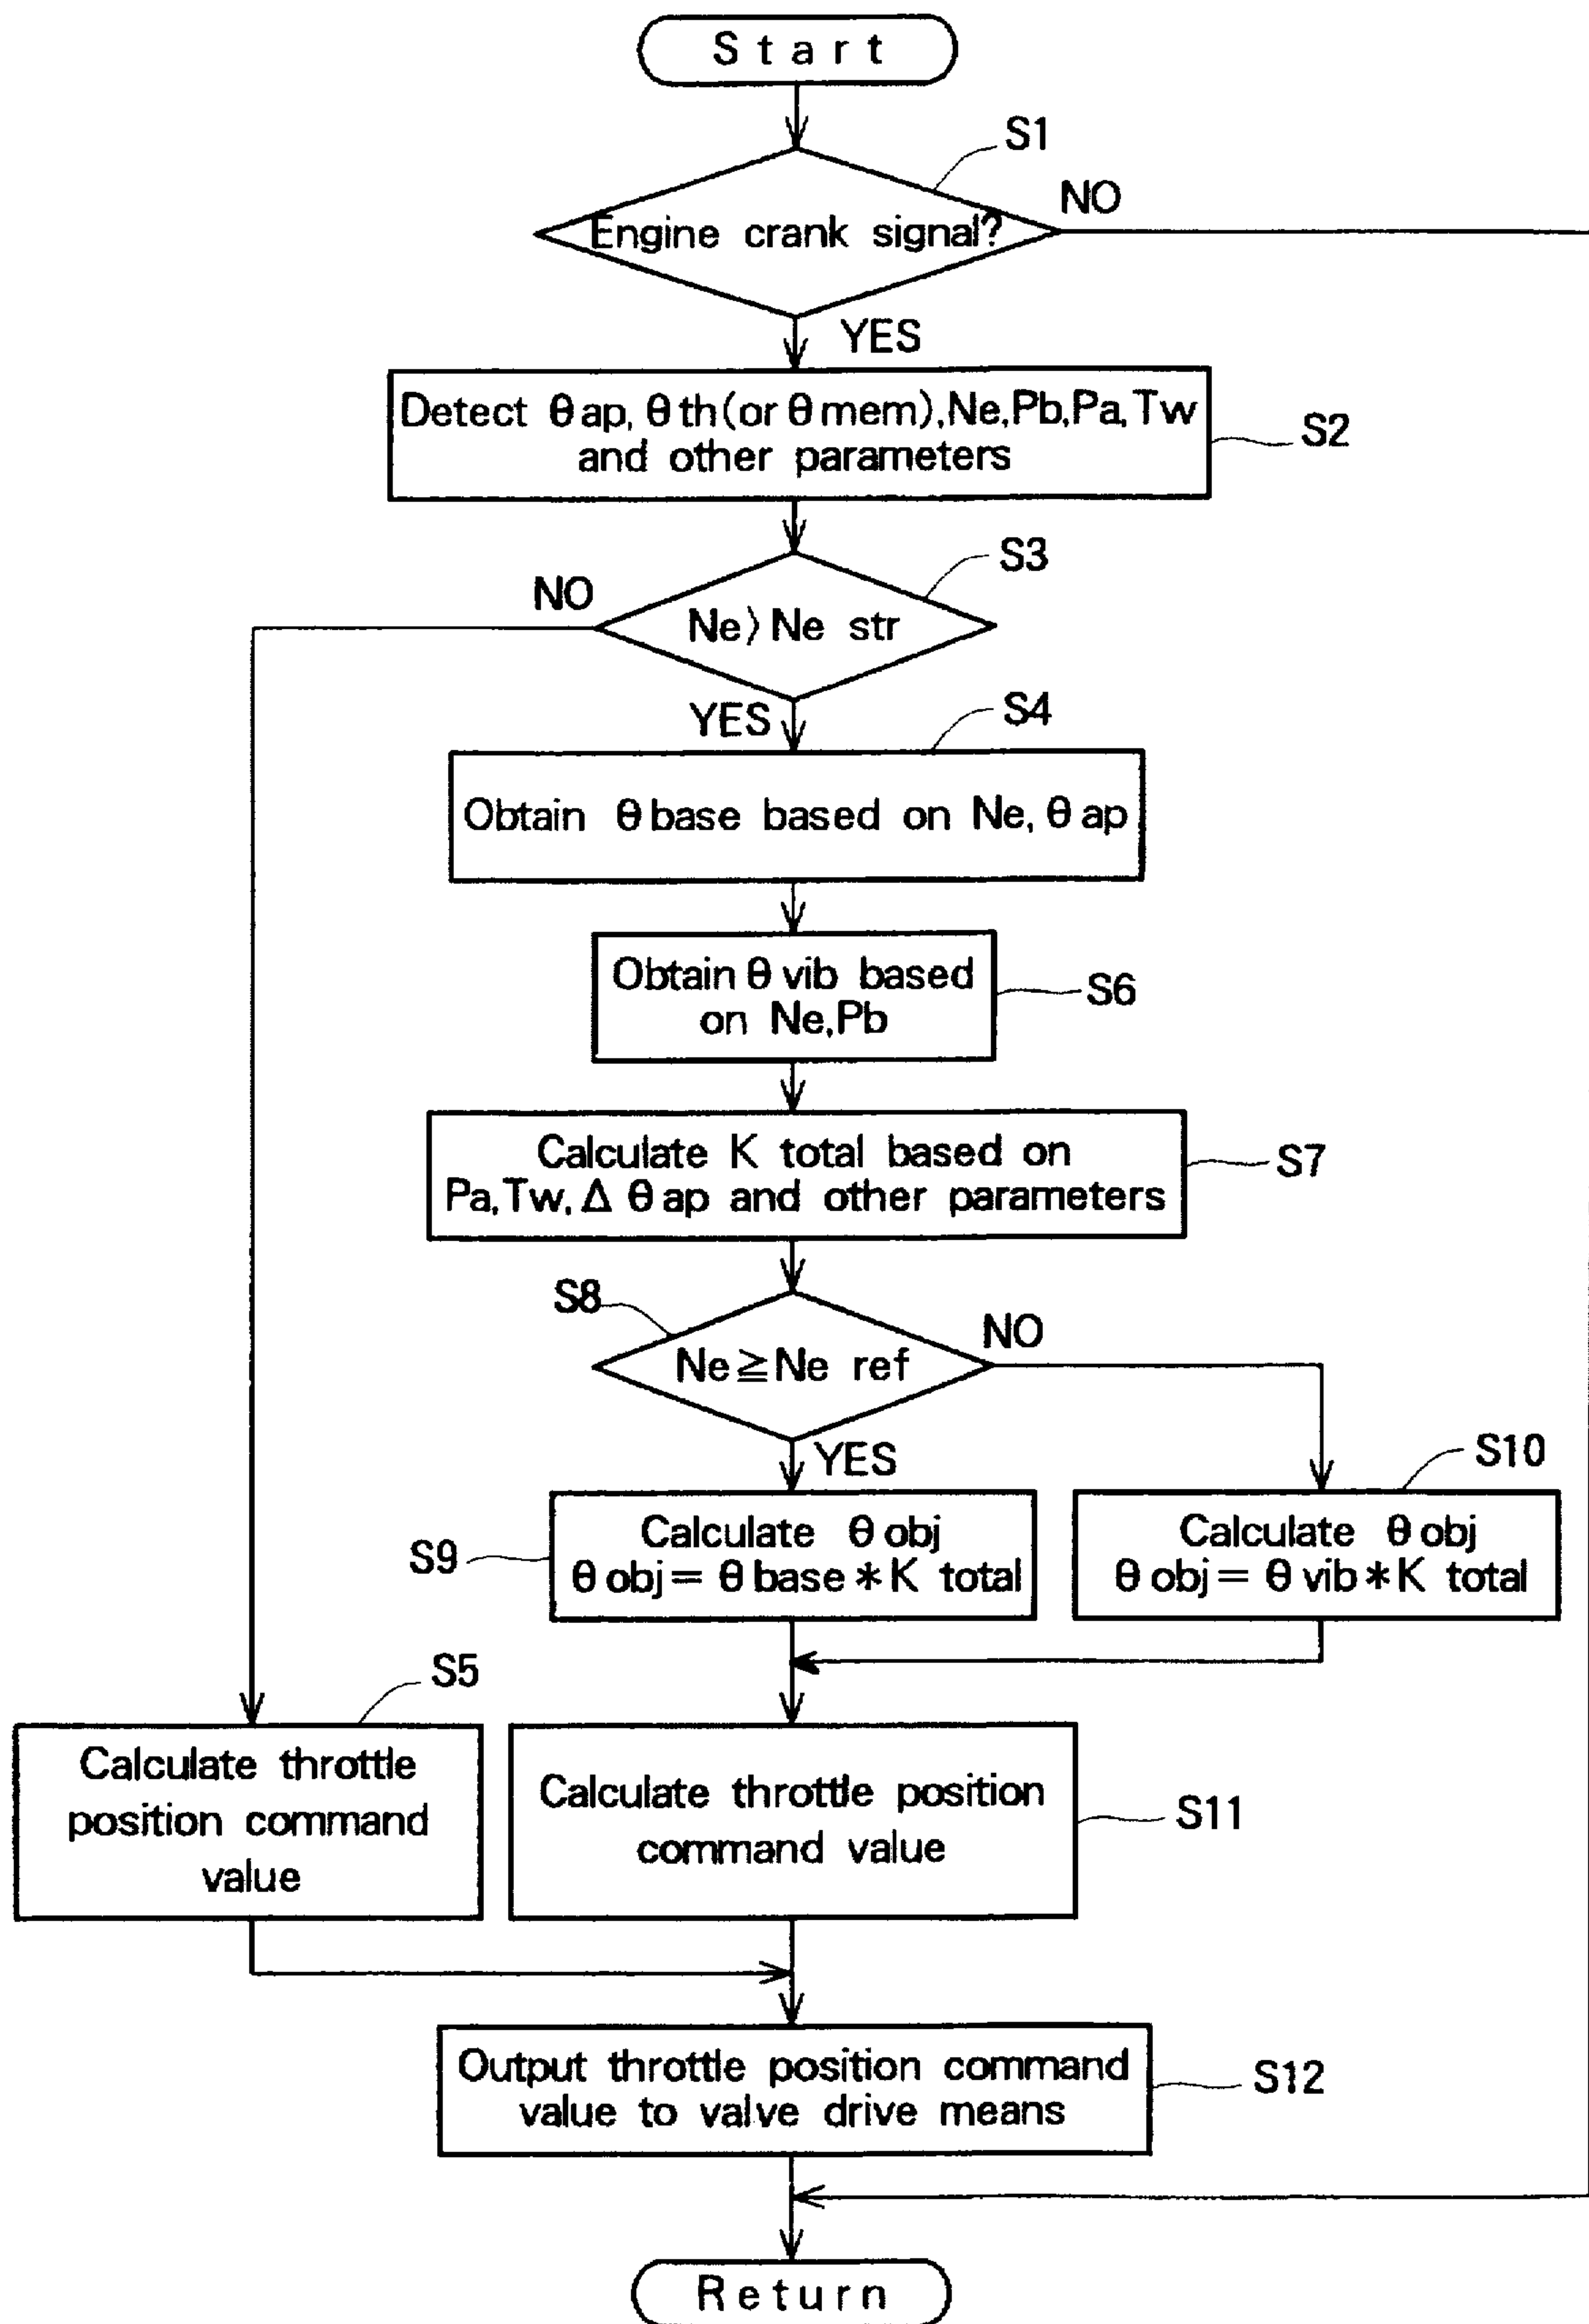 Start
S1
Engine crank signal?
NO
YES
Detect θap, θth(or θmem),Ne,Pb,Pa,Tw
and other parameters
S2
S3
NO
Ne〉Ne str
YES
S4
Obtain θbase based on Ne, θap
Obtain θ vib based
on Ne,Pb
S6
Calculate K total based on
Pa,Tw,Δ θap and other parameters
S7
S8
Ne≧Ne ref
NO
YES
S10
Calculate θobj
θobj= θbase*K total
S9
Calculate θobj
θobj= θ vib*K total
S5
Calculate throttle
position command
value
Calculate throttle position
command value
S11
Output throttle position command
value to valve drive means
S12
Return